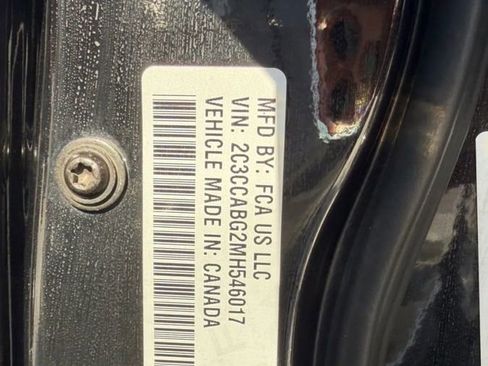 MFD BY: FCA US LLC
VIN: 2C3CCABG2MH546017
VEHICLE MADE IN: CANADA